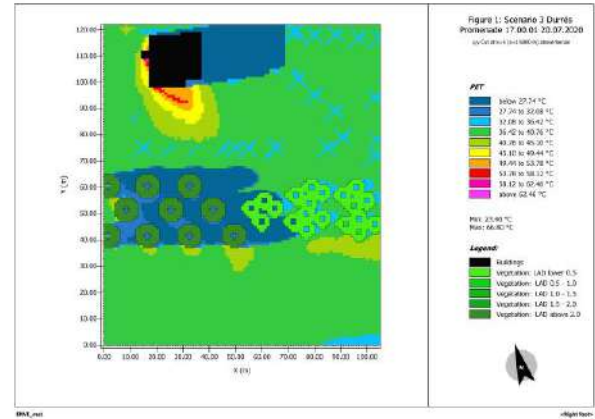 Figure 1: Scenario 3 Durrës
Promenade 17.00.01 20.07.2020
PET
below 27.74 °C
27.74 to 32.08 °C
32.08 to 36.42 °C
36.42 to 40.76 °C
40.76 to 45.10 °C
45.10 to 49.44 °C
49.44 to 53.78 °C
53.78 to 58.12 °C
58.12 to 62.46 °C
above 62.46 °C
Min: 23.40 °C
Max: 66.80 °C
Legend:
Buildings
Vegetation: LAD lower 0.5
Vegetation: LAD 0.5 - 1.0
Vegetation: LAD 1.0 - 1.5
Vegetation: LAD 1.5 - 2.0
Vegetation: LAD above 2.0
N
120.00
110.00
100.00
90.00
80.00
70.00
60.00
50.00
40.00
30.00
20.00
10.00
0.00
Y (m)
0.00 10.00 20.00 30.00 40.00 50.00 60.00 70.00 80.00 90.00 100.00
X (m)
ENVI_met
<Right foot>